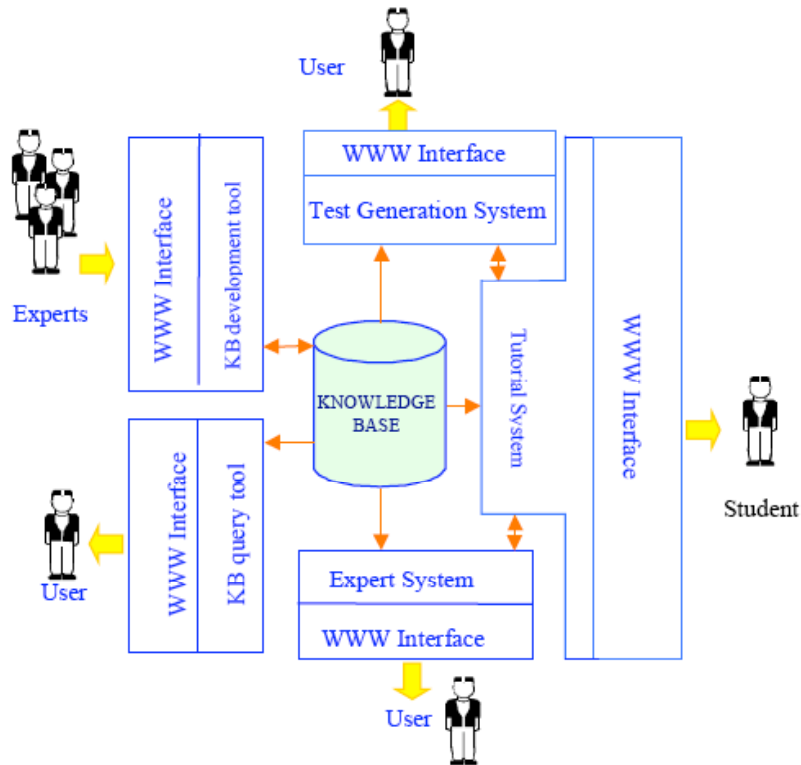 User
WWW Interface
Test Generation System
Experts
WWW Interface
KB development tool
KNOWLEDGE
BASE
Tutorial System
WWW Interface
Student
User
WWW Interface
KB query tool
Expert System
WWW Interface
User